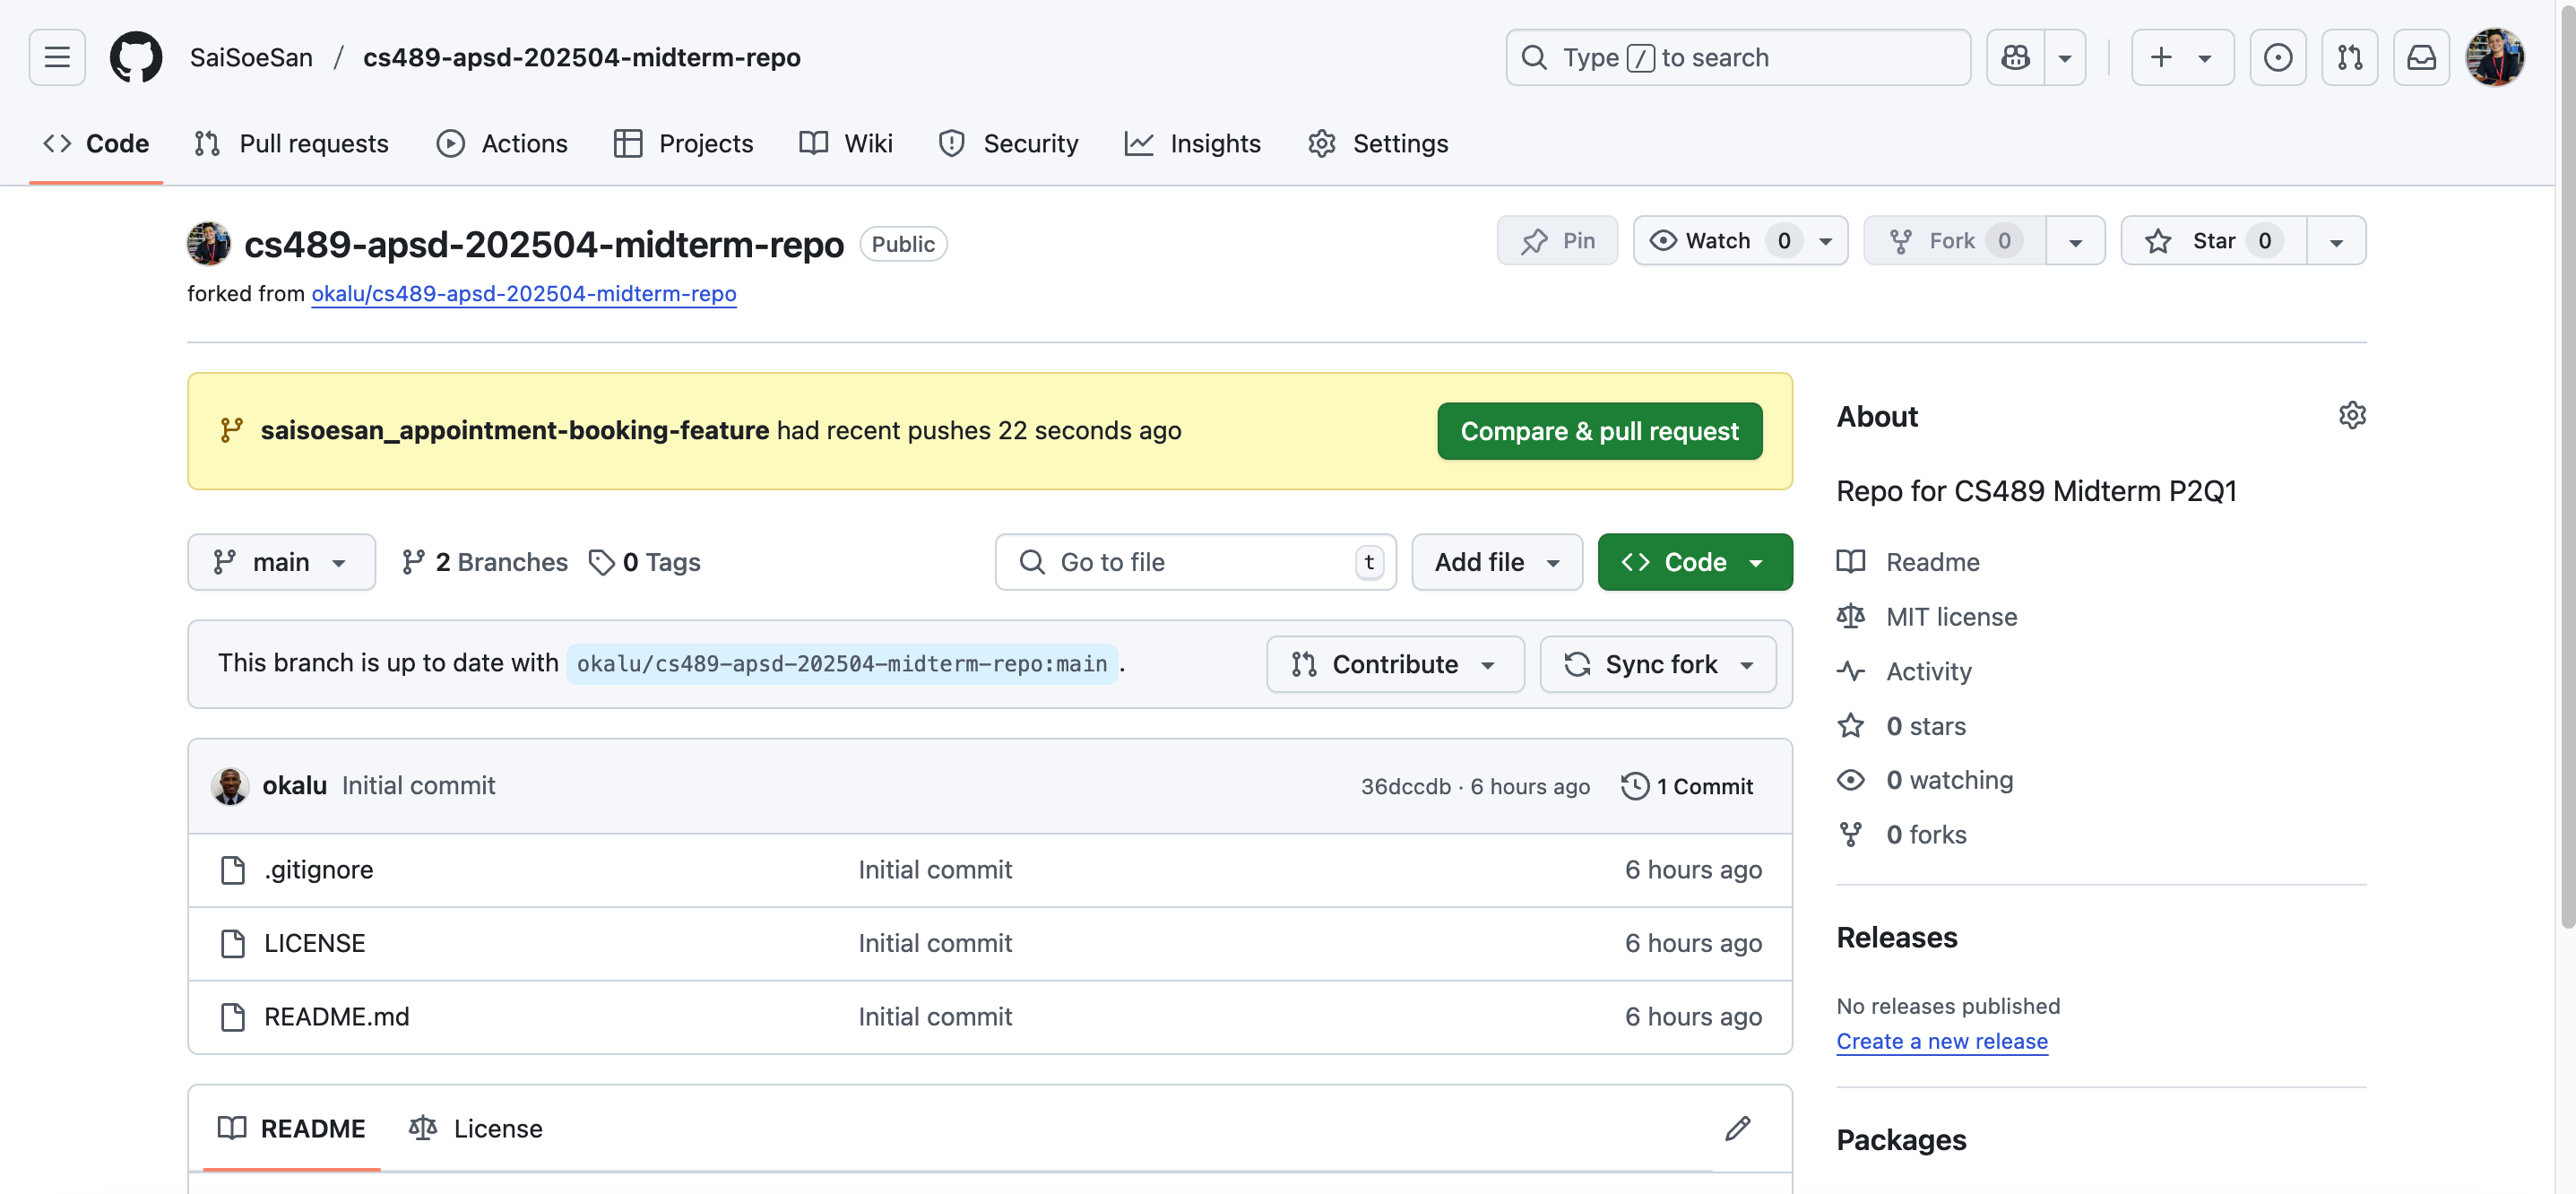 SaiSoeSan / cs489-apsd-202504-midterm-repo
Type / to search
Code Pull requests Actions Projects Wiki Security Insights Settings
cs489-apsd-202504-midterm-repo Public
Pin Watch 0 Fork 0 Star 0
forked from okalu/cs489-apsd-202504-midterm-repo
saisoesan_appointment-booking-feature had recent pushes 22 seconds ago
Compare & pull request
main 2 Branches 0 Tags
Go to file t
Add file
Code
This branch is up to date with okalu/cs489-apsd-202504-midterm-repo:main .
Contribute Sync fork
okalu Initial commit 36dccdb · 6 hours ago 1 Commit
.gitignore Initial commit 6 hours ago
LICENSE Initial commit 6 hours ago
README.md Initial commit 6 hours ago
README License
About
Repo for CS489 Midterm P2Q1
Readme
MIT license
Activity
0 stars
0 watching
0 forks
Releases
No releases published
Create a new release
Packages